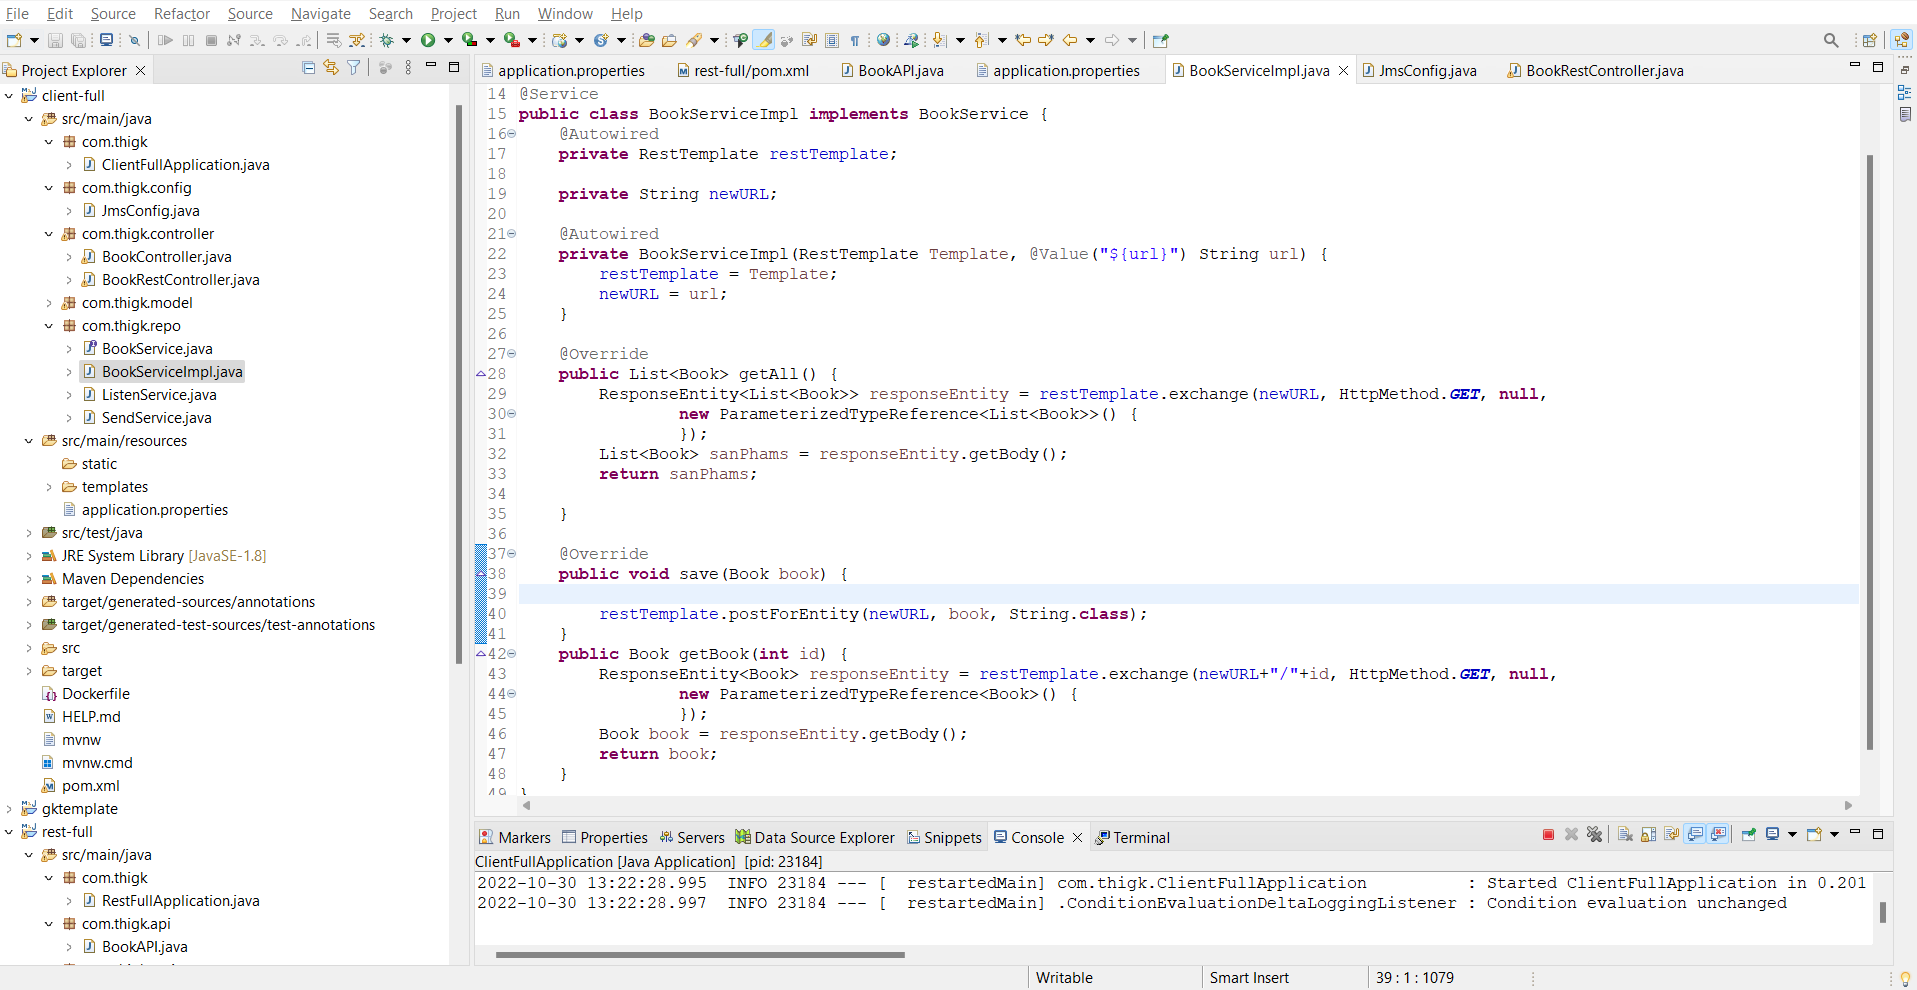 File Edit Source Refactor Source Navigate Search Project Run Window Help
Project Explorer
client-full
src/main/java
com.thigk
ClientFullApplication.java
com.thigk.config
JmsConfig.java
com.thigk.controller
BookController.java
BookRestController.java
com.thigk.model
com.thigk.repo
BookService.java
BookServiceImpl.java
ListenService.java
SendService.java
src/main/resources
static
templates
application.properties
src/test/java
JRE System Library [JavaSE-1.8]
Maven Dependencies
target/generated-sources/annotations
target/generated-test-sources/test-annotations
src
target
Dockerfile
HELP.md
mvnw
mvnw.cmd
pom.xml
gktemplate
rest-full
src/main/java
com.thigk
RestFullApplication.java
com.thigk.api
BookAPI.java
application.properties rest-full/pom.xml BookAPI.java application.properties BookServiceImpl.java JmsConfig.java BookRestController.java
14 @Service
15 public class BookServiceImpl implements BookService {
16 @Autowired
17 private RestTemplate restTemplate;
18
19 private String newURL;
20
21 @Autowired
22 private BookServiceImpl(RestTemplate Template, @Value("${url}") String url) {
23 restTemplate = Template;
24 newURL = url;
25 }
26
27 @Override
28 public List<Book> getAll() {
29 ResponseEntity<List<Book>> responseEntity = restTemplate.exchange(newURL, HttpMethod.GET, null,
30 new ParameterizedTypeReference<List<Book>>() {
31 });
32 List<Book> sanPhams = responseEntity.getBody();
33 return sanPhams;
34
35 }
36
37 @Override
38 public void save(Book book) {
39
40 restTemplate.postForEntity(newURL, book, String.class);
41 }
42 public Book getBook(int id) {
43 ResponseEntity<Book> responseEntity = restTemplate.exchange(newURL+"/"+id, HttpMethod.GET, null,
44 new ParameterizedTypeReference<Book>() {
45 });
46 Book book = responseEntity.getBody();
47 return book;
48 }
49 }
Markers Properties Servers Data Source Explorer Snippets Console Terminal
ClientFullApplication [Java Application] [pid: 23184]
2022-10-30 13:22:28.995 INFO 23184 --- [ restartedMain] com.thigk.ClientFullApplication : Started ClientFullApplication in 0.201
2022-10-30 13:22:28.997 INFO 23184 --- [ restartedMain] .ConditionEvaluationDeltaLoggingListener : Condition evaluation unchanged
Writable Smart Insert 39 : 1 : 1079